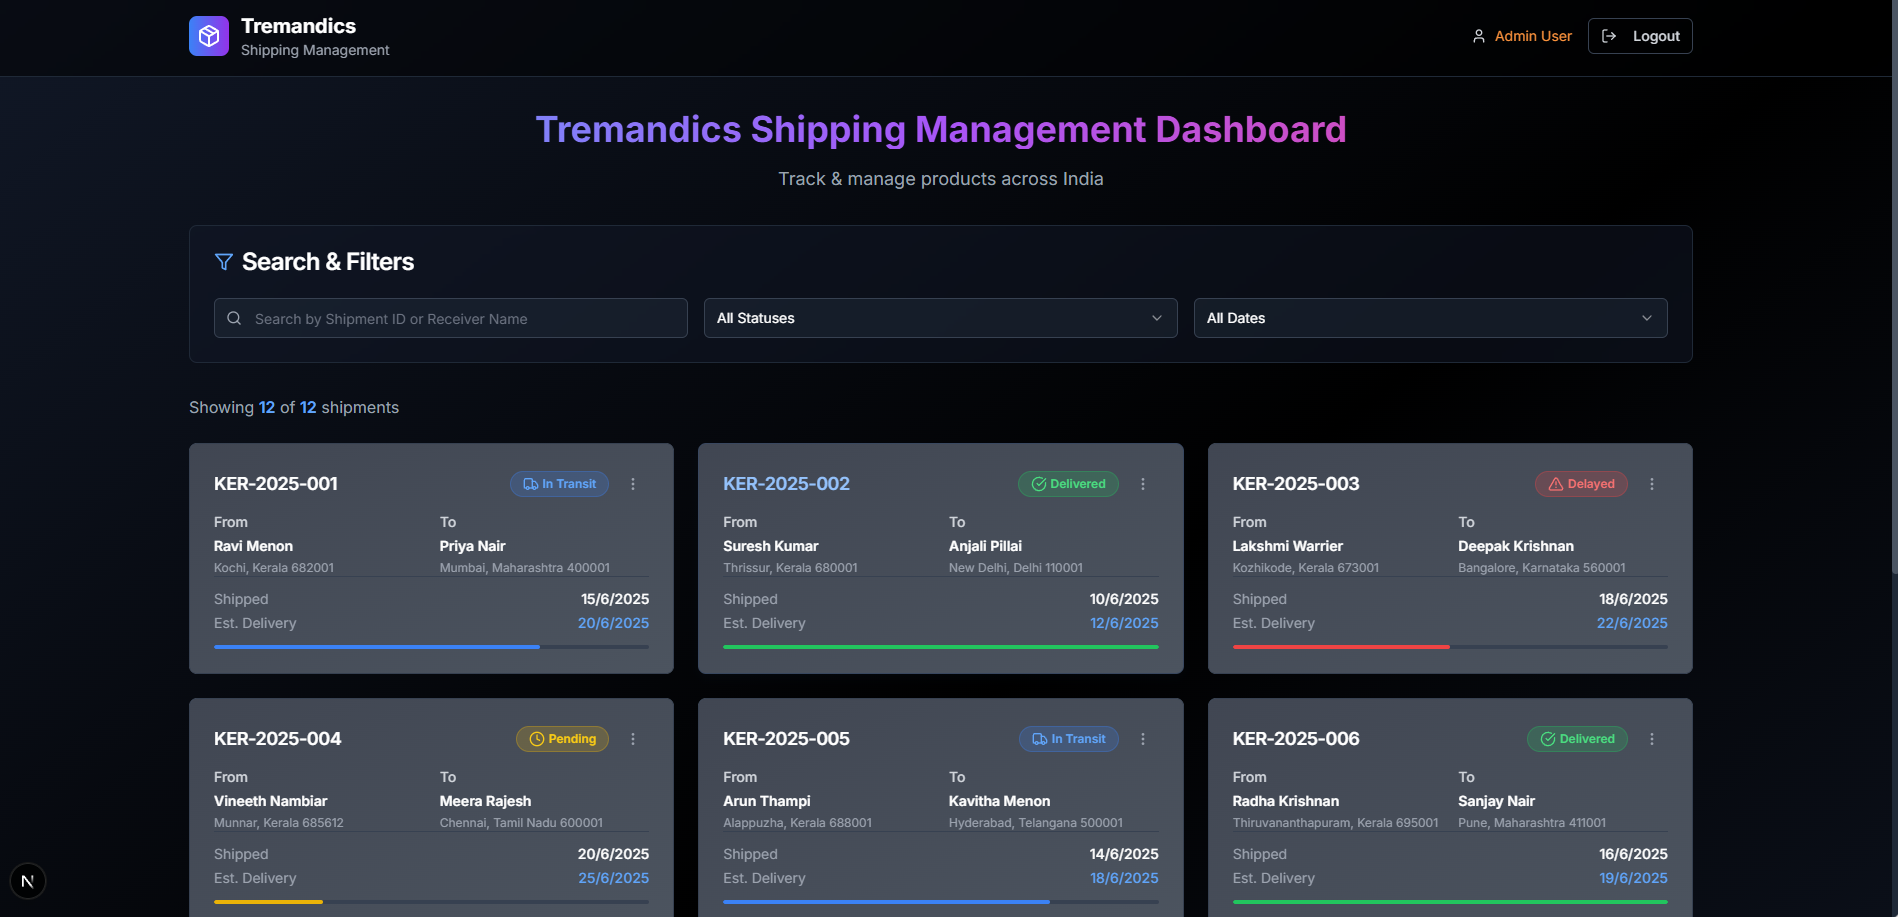 Tremandics
Shipping Management
Admin User
Logout
Tremandics Shipping Management Dashboard
Track & manage products across India
Search & Filters
Search by Shipment ID or Receiver Name
All Statuses
All Dates
Showing 12 of 12 shipments
KER-2025-001
In Transit
From
To
Ravi Menon
Priya Nair
Kochi, Kerala 682001
Mumbai, Maharashtra 400001
Shipped
15/6/2025
Est. Delivery
20/6/2025
KER-2025-002
Delivered
From
To
Suresh Kumar
Anjali Pillai
Thrissur, Kerala 680001
New Delhi, Delhi 110001
Shipped
10/6/2025
Est. Delivery
12/6/2025
KER-2025-003
Delayed
From
To
Lakshmi Warrier
Deepak Krishnan
Kozhikode, Kerala 673001
Bangalore, Karnataka 560001
Shipped
18/6/2025
Est. Delivery
22/6/2025
KER-2025-004
Pending
From
To
Vineeth Nambiar
Meera Rajesh
Munnar, Kerala 685612
Chennai, Tamil Nadu 600001
Shipped
20/6/2025
Est. Delivery
25/6/2025
KER-2025-005
In Transit
From
To
Arun Thampi
Kavitha Menon
Alappuzha, Kerala 688001
Hyderabad, Telangana 500001
Shipped
14/6/2025
Est. Delivery
18/6/2025
KER-2025-006
Delivered
From
To
Radha Krishnan
Sanjay Nair
Thiruvananthapuram, Kerala 695001
Pune, Maharashtra 411001
Shipped
16/6/2025
Est. Delivery
19/6/2025
N